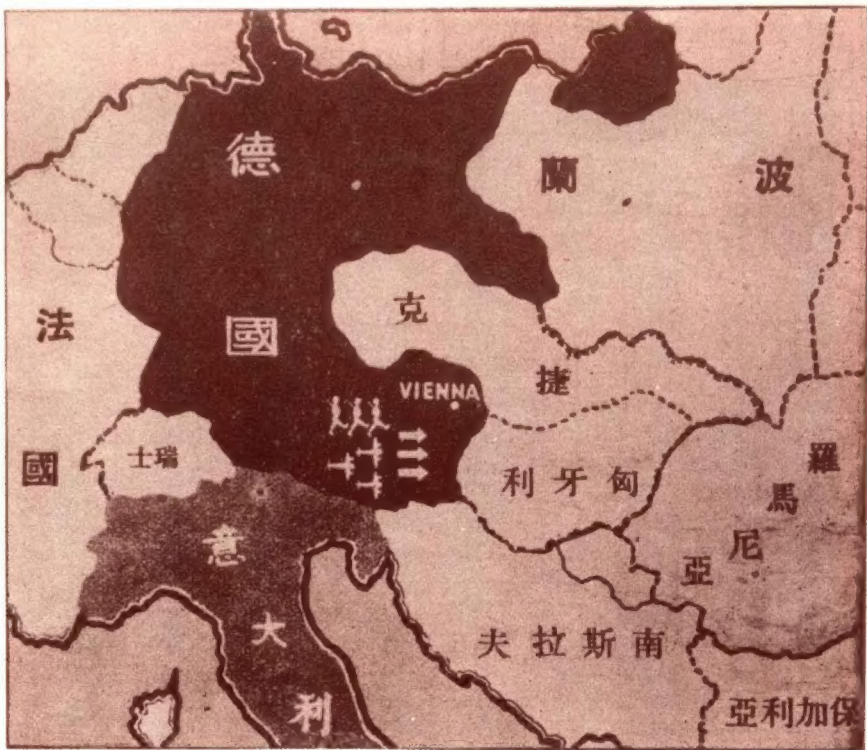 德國
波蘭
法國
捷克
VIENNA
瑞士
匈牙利
羅馬尼亞
意大利
南斯拉夫
保加利亞